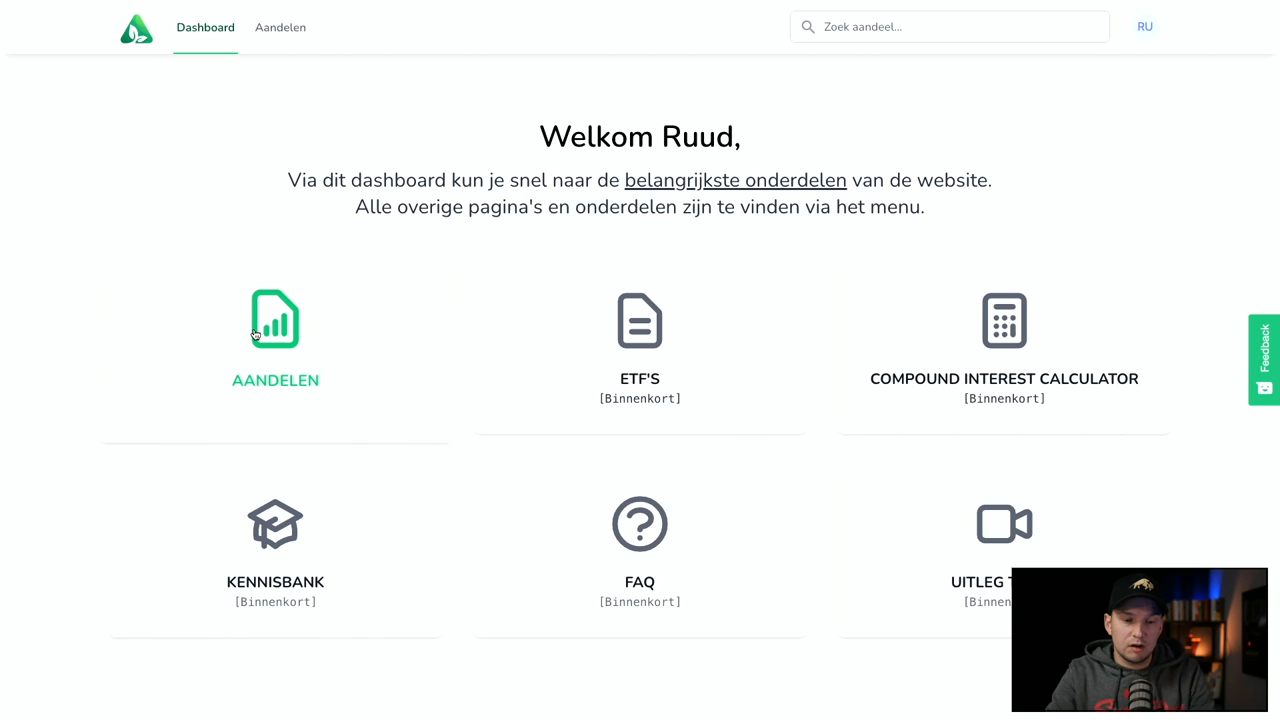 Dashboard
Aandelen
Zoek aandeel...
RU
Welkom Ruud,
Via dit dashboard kun je snel naar de belangrijkste onderdelen van de website.
Alle overige pagina's en onderdelen zijn te vinden via het menu.
AANDELEN
ETF'S
[Binnenkort]
COMPOUND INTEREST CALCULATOR
[Binnenkort]
Feedback
KENNISBANK
[Binnenkort]
FAQ
[Binnenkort]
UITLEG